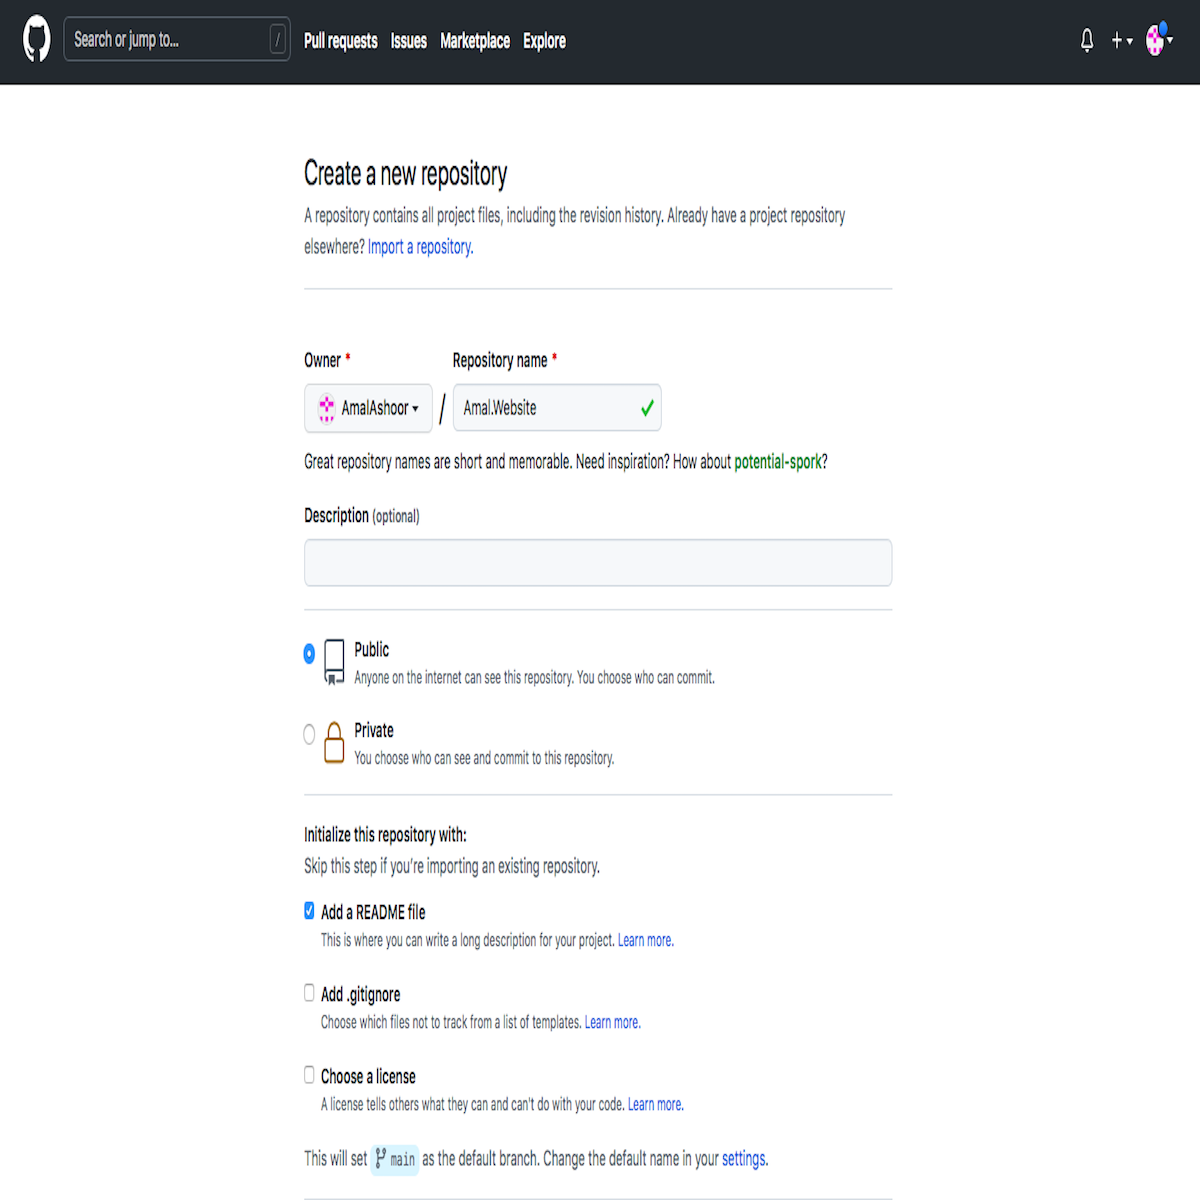 Search or jump to... /
Pull requests Issues Marketplace Explore
Create a new repository
A repository contains all project files, including the revision history. Already have a project repository
elsewhere? Import a repository.
Owner * Repository name *
AmalAshoor / Amal.Website
Great repository names are short and memorable. Need inspiration? How about potential-spork?
Description (optional)
Public
Anyone on the internet can see this repository. You choose who can commit.
Private
You choose who can see and commit to this repository.
Initialize this repository with:
Skip this step if you're importing an existing repository.
Add a README file
This is where you can write a long description for your project. Learn more.
Add .gitignore
Choose which files not to track from a list of templates. Learn more.
Choose a license
A license tells others what they can and can't do with your code. Learn more.
This will set main as the default branch. Change the default name in your settings.